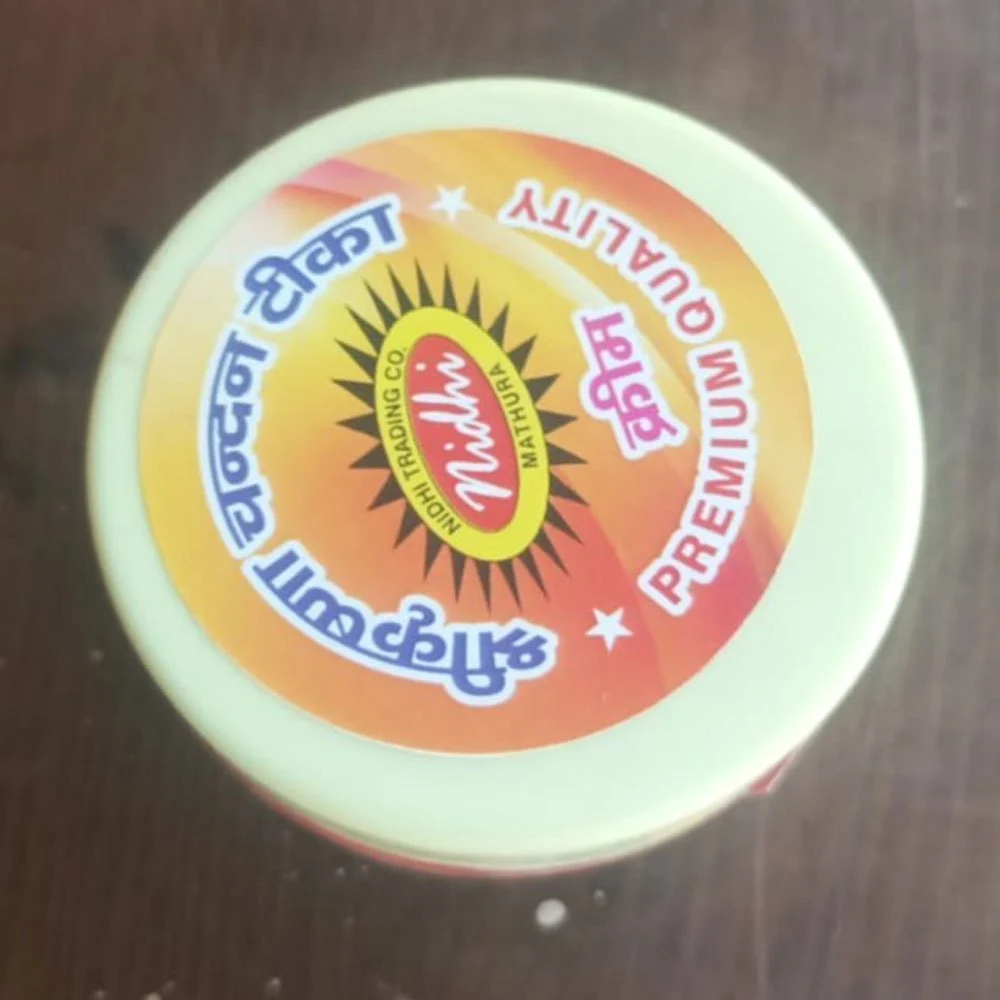 श्रीकृष्णा चन्दन टीका
NIDHI TRADING CO.
Nidhi
MATHURA
क्रीम
PREMIUM QUALITY